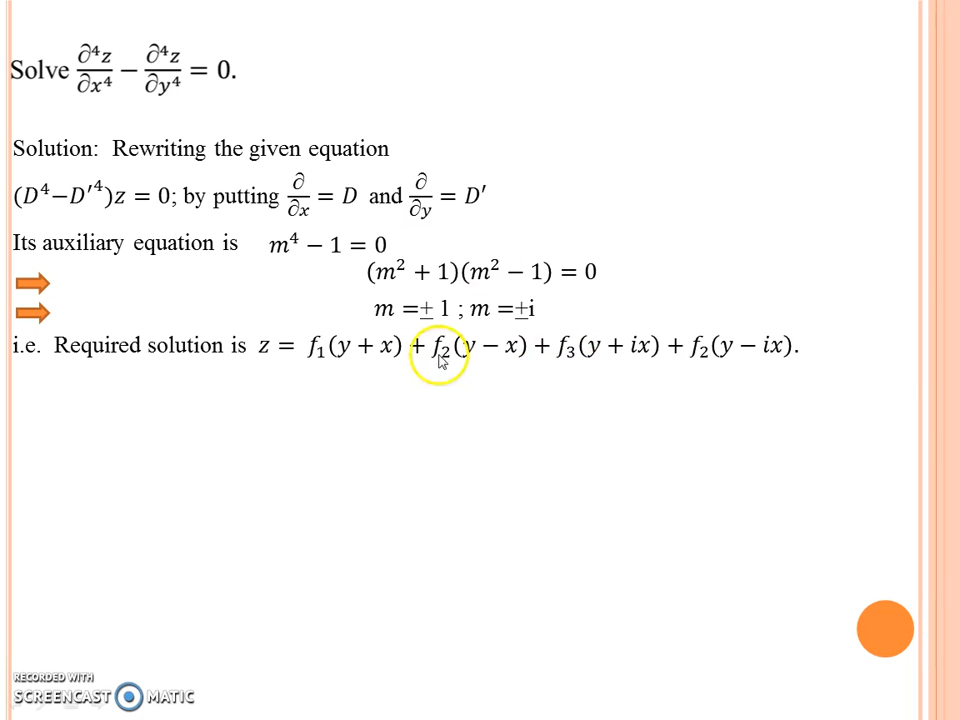 Solve ∂⁴z/∂x⁴ − ∂⁴z/∂y⁴ = 0.
Solution: Rewriting the given equation
(D⁴−D′⁴)z = 0; by putting ∂/∂x = D and ∂/∂y = D′
Its auxiliary equation is m⁴ − 1 = 0
(m² + 1)(m² − 1) = 0
m =± 1 ; m =±i
i.e. Required solution is z = f₁(y + x) + f₂(y − x) + f₃(y + ix) + f₂(y − ix).
RECORDED WITH
SCREENCAST MATIC